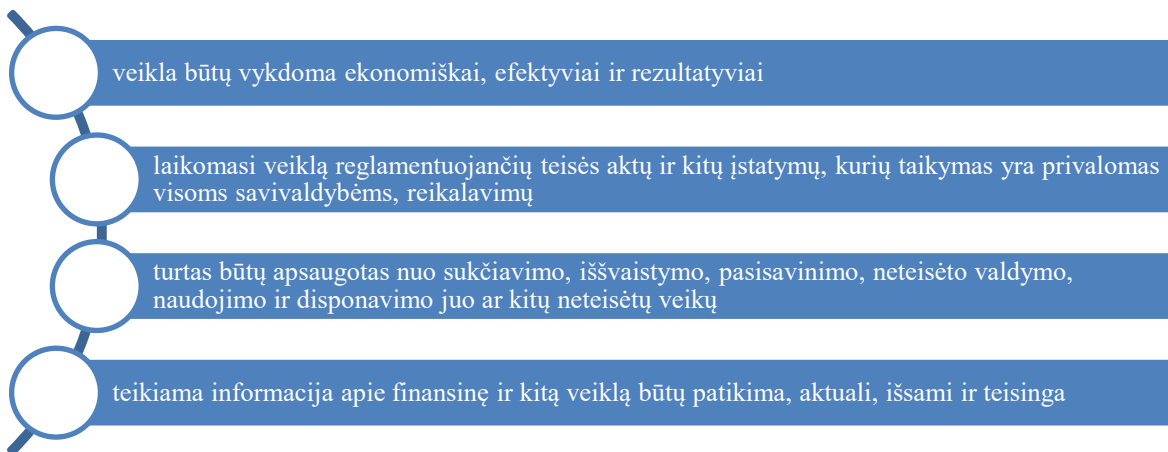 veikla būtų vykdoma ekonomiškai, efektyviai ir rezultatyviai
laikomasi veiklą reglamentuojančių teisės aktų ir kitų įstatymų, kurių taikymas yra privalomas
visoms savivaldybėms, reikalavimų
turtas būtų apsaugotas nuo sukčiavimo, iššvaistymo, pasisavinimo, neteisėto valdymo,
naudojimo ir disponavimo juo ar kitų neteisėtų veikų
teikiama informacija apie finansinę ir kitą veiklą būtų patikima, aktuali, išsami ir teisinga